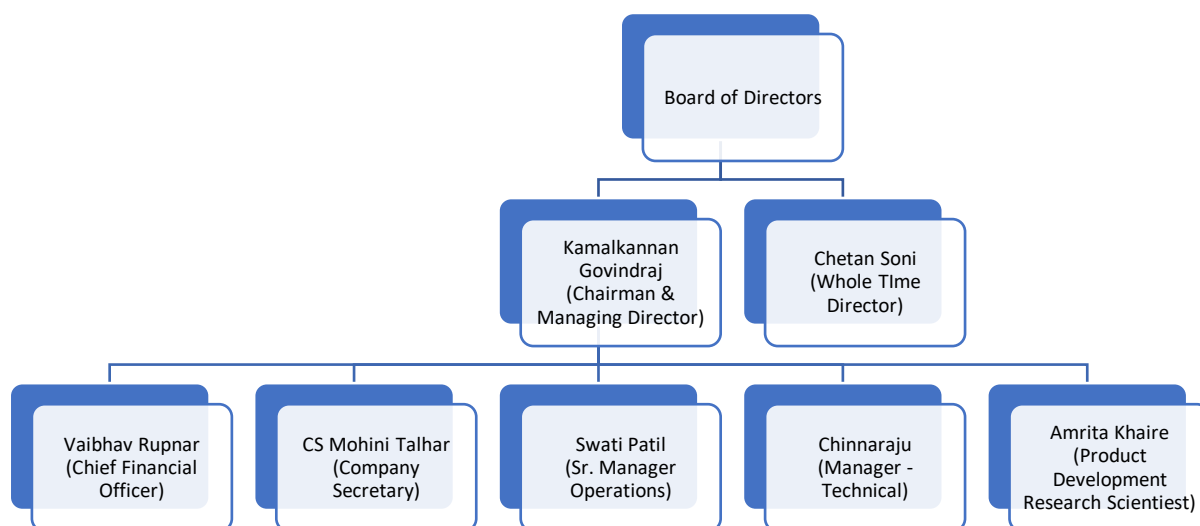 Board of Directors
Kamalkannan
Govindraj
(Chairman &
Managing Director)
Chetan Soni
(Whole TIme
Director)
Vaibhav Rupnar
(Chief Financial
Officer)
CS Mohini Talhar
(Company
Secretary)
Swati Patil
(Sr. Manager
Operations)
Chinnaraju
(Manager -
Technical)
Amrita Khaire
(Product
Development
Research Scientiest)